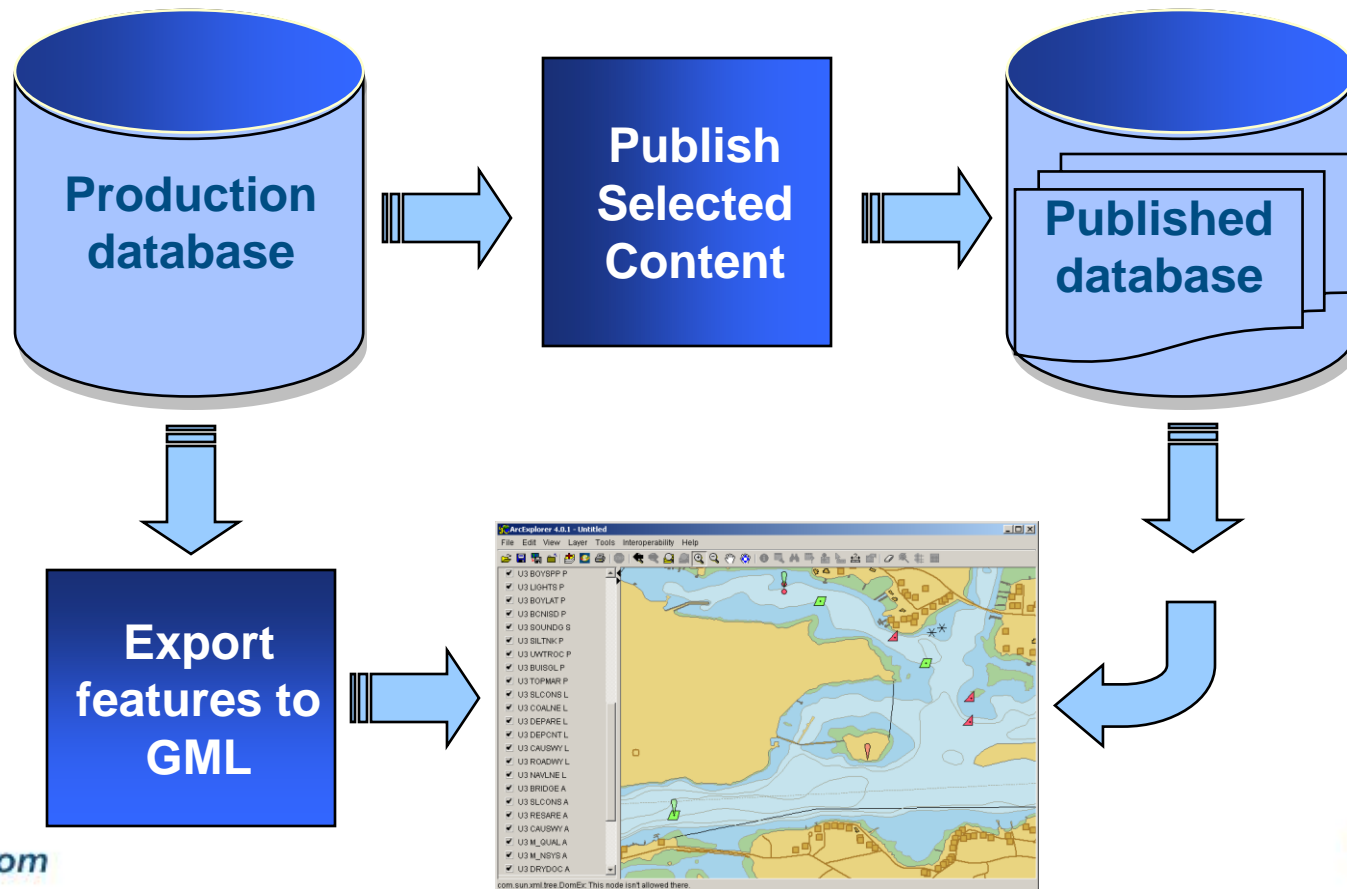 Production
database
Publish
Selected
Content
Published
database
Export
features to
GML
ArcExplorer 4.0.1 - Untitled
File Edit View Layer Tools Interoperability Help
U3 BOYSPP P
U3 LIGHTS P
U3 BOYLAT P
U3 BCNISD P
U3 SOUNDG S
U3 SILTNK P
U3 UWTROC P
U3 BUISGL P
U3 TOPMAR P
U3 SLCONS L
U3 COALNE L
U3 DEPARE L
U3 DEPCNT L
U3 CAUSWY L
U3 ROADWY L
U3 NAVLNE L
U3 BRIDGE A
U3 SLCONS A
U3 RESARE A
U3 CAUSWY A
U3 M_QUAL A
U3 M_NSYS A
U3 DRYDOC A
com.sun.xml.tree.DomEx: This node isn't allowed there.
om